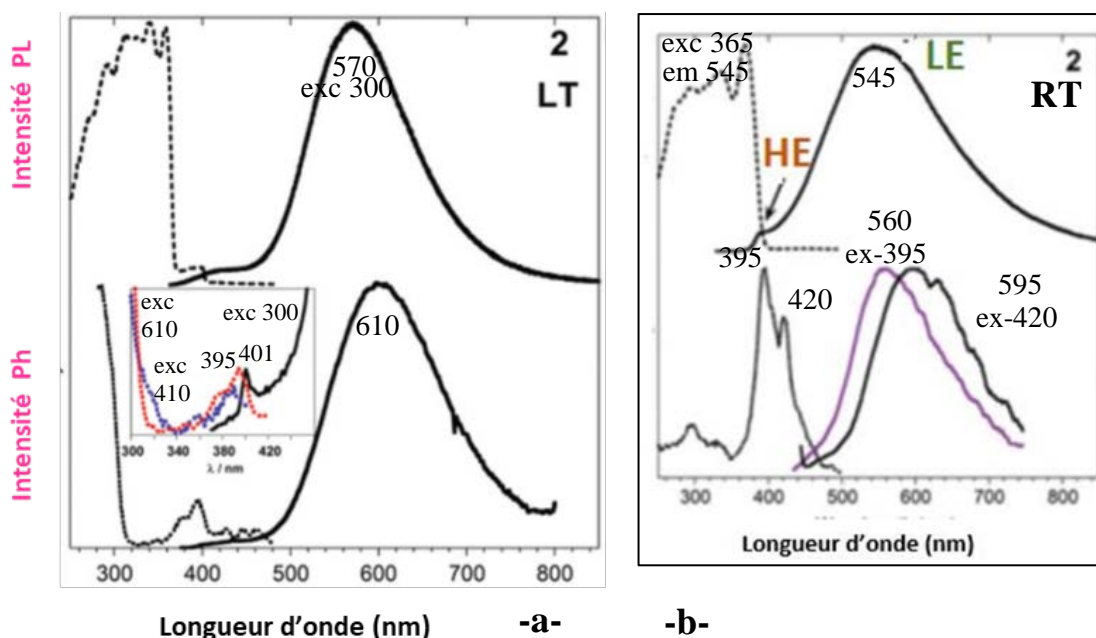 Intensité PL
Intensité Ph
2
LT
570
exc 300
610
exc
610
exc
410
exc 300
395
401
300
340
380
420
λ / nm
300
400
500
600
700
800
Longueur d'onde (nm)
-a-
exc 365
em 545
LE
2
RT
545
HE
395
560
ex-395
420
595
ex-420
300
400
500
600
700
800
Longueur d'onde (nm)
-b-